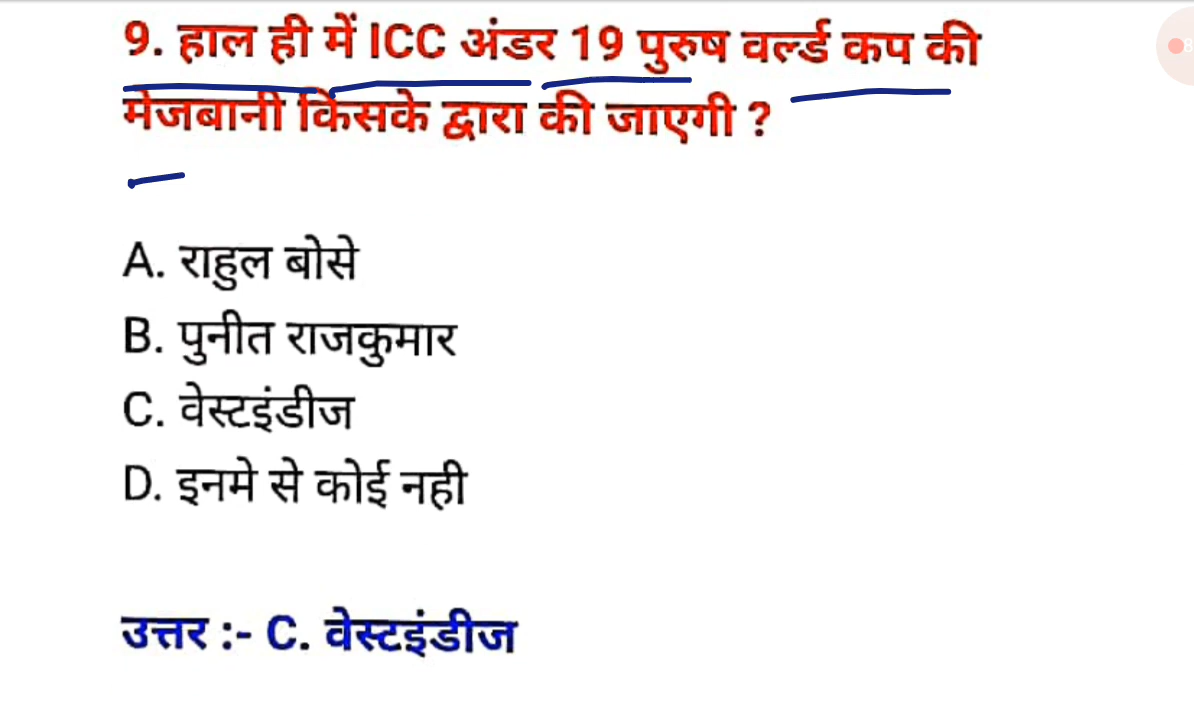 9. हाल ही में ICC अंडर 19 पुरुष वर्ल्ड कप की
मेजबानी किसके द्वारा की जाएगी ?
A. राहुल बोसे
B. पुनीत राजकुमार
C. वेस्टइंडीज
D. इनमे से कोई नही
उत्तर :- C. वेस्टइंडीज